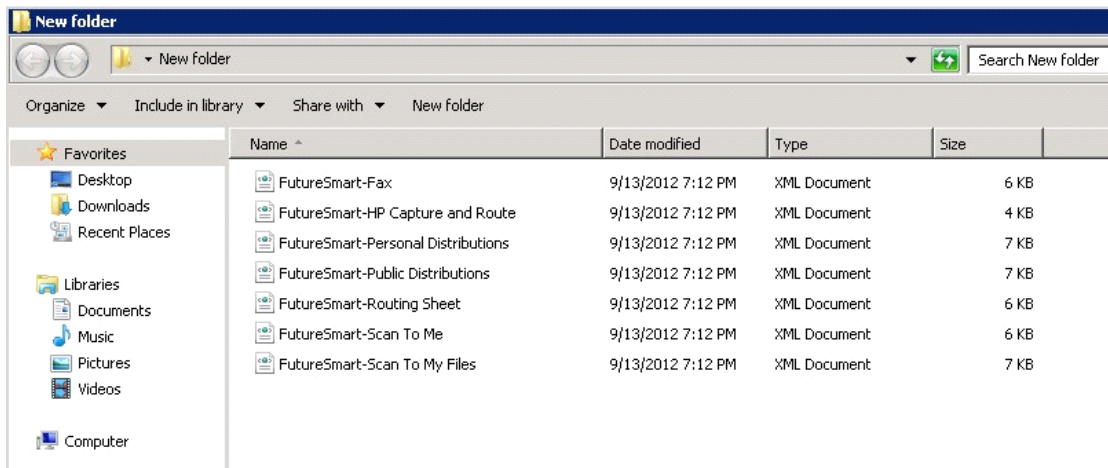 New folder
New folder
Search New folder
Organize Include in library Share with New folder
Name Date modified Type Size
Favorites
Desktop
Downloads
Recent Places
Libraries
Documents
Music
Pictures
Videos
Computer
FutureSmart-Fax 9/13/2012 7:12 PM XML Document 6 KB
FutureSmart-HP Capture and Route 9/13/2012 7:12 PM XML Document 4 KB
FutureSmart-Personal Distributions 9/13/2012 7:12 PM XML Document 7 KB
FutureSmart-Public Distributions 9/13/2012 7:12 PM XML Document 7 KB
FutureSmart-Routing Sheet 9/13/2012 7:12 PM XML Document 6 KB
FutureSmart-Scan To Me 9/13/2012 7:12 PM XML Document 6 KB
FutureSmart-Scan To My Files 9/13/2012 7:12 PM XML Document 7 KB